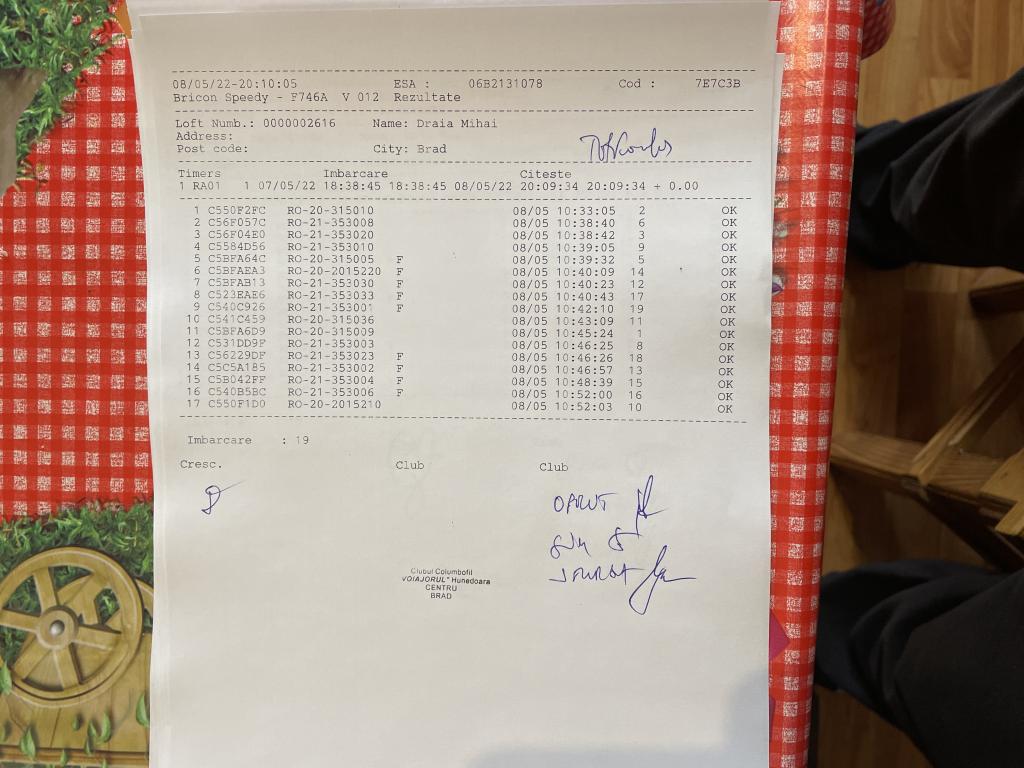 08/05/22-20:10:05 ESA : 06B2131078 Cod : 7E7C3B
Bricon Speedy - F746A V 012 Rezultate
Loft Numb.: 0000002616 Name: Draia Mihai
Address:
Post code: City: Brad
Timers Imbarcare Citeste
1 RA01 1 07/05/22 18:38:45 18:38:45 08/05/22 20:09:34 20:09:34 + 0.00
1 C550F2FC RO-20-315010 08/05 10:33:05 2 OK
2 C56F057C RO-21-353008 08/05 10:38:40 6 OK
3 C56F04E0 RO-21-353020 08/05 10:38:42 3 OK
4 C5584D56 RO-21-353010 08/05 10:39:05 9 OK
5 C5BFA64C RO-20-315005 F 08/05 10:39:32 5 OK
6 C5BFAEA3 RO-20-2015220 F 08/05 10:40:09 14 OK
7 C5BFAB13 RO-21-353030 F 08/05 10:40:23 12 OK
8 C523EAE6 RO-21-353033 F 08/05 10:40:43 17 OK
9 C540C926 RO-21-353001 F 08/05 10:42:10 19 OK
10 C541C459 RO-20-315036 08/05 10:43:09 11 OK
11 C5BFA6D9 RO-20-315009 08/05 10:45:24 1 OK
12 C531DD9F RO-21-353003 08/05 10:46:25 8 OK
13 C56229DF RO-21-353023 F 08/05 10:46:26 18 OK
14 C5C5A185 RO-21-353002 F 08/05 10:46:57 13 OK
15 C5B042FF RO-21-353004 F 08/05 10:48:39 15 OK
16 C540B5BC RO-21-353006 F 08/05 10:52:00 16 OK
17 C550F1D0 RO-20-2015210 08/05 10:52:03 10 OK
Imbarcare : 19
Cresc. Club Club
Clubul Columbofil
"VOIAJORUL" Hunedoara
CENTRU
BRAD